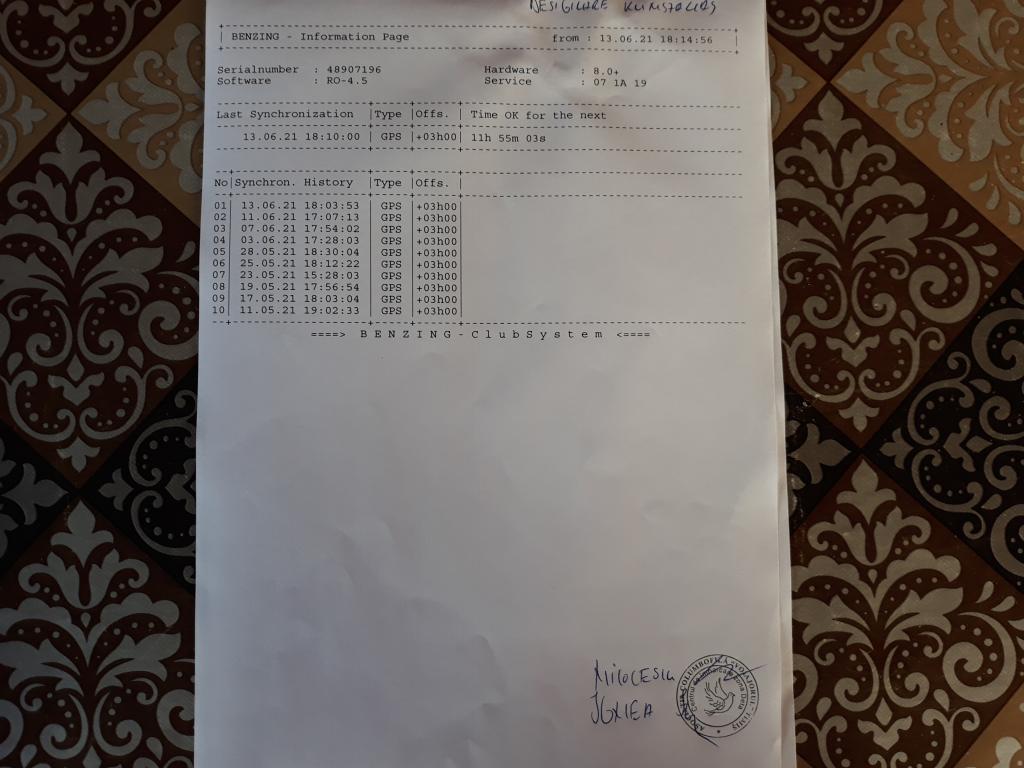 BENZING - Information Page from : 13.06.21 18:14:56
Serialnumber : 48907196 Hardware : 8.0+
Software : RO-4.5 Service : 07 1A 19
Last Synchronization |Type |Offs. | Time OK for the next
13.06.21 18:10:00 | GPS |+03h00| 11h 55m 03s
No|Synchron. History |Type |Offs. |
01| 13.06.21 18:03:53 | GPS |+03h00|
02| 11.06.21 17:07:13 | GPS |+03h00|
03| 07.06.21 17:54:02 | GPS |+03h00|
04| 03.06.21 17:28:03 | GPS |+03h00|
05| 28.05.21 18:30:04 | GPS |+03h00|
06| 25.05.21 18:12:22 | GPS |+03h00|
07| 23.05.21 15:28:03 | GPS |+03h00|
08| 19.05.21 17:56:54 | GPS |+03h00|
09| 17.05.21 18:03:04 | GPS |+03h00|
10| 11.05.21 19:02:33 | GPS |+03h00|
====> B E N Z I N G - C l u b S y s t e m <====